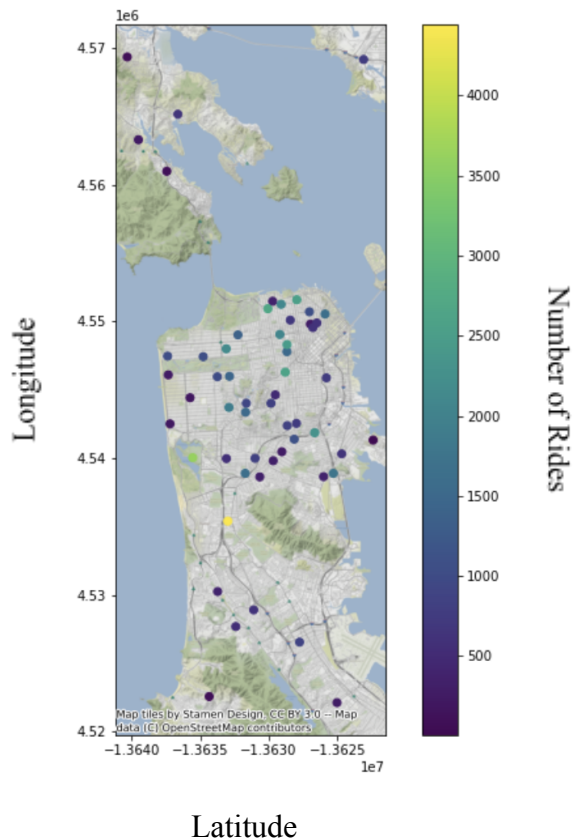 1e6
4.57
4.56
4.55
4.54
4.53
4.52
Longitude
Map tiles by Stamen Design, CC BY 3.0 -- Map
data (C) OpenStreetMap contributors
−1.3640
−1.3635
−1.3630
−1.3625
1e7
Latitude
4000
3500
3000
2500
2000
1500
1000
500
Number of Rides